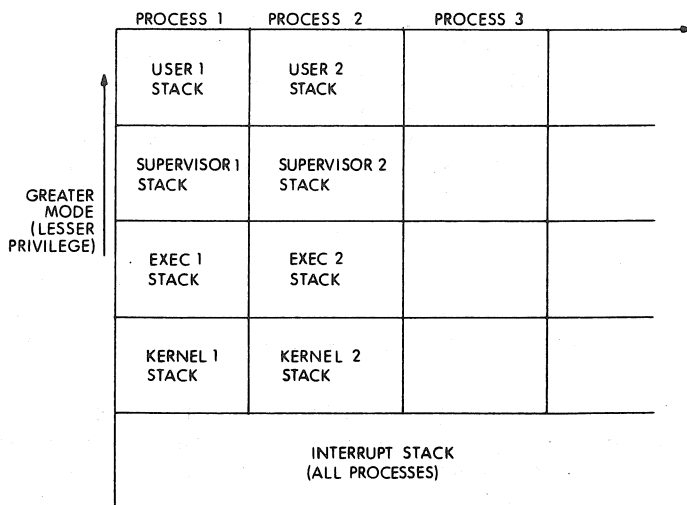 PROCESS 1 PROCESS 2 PROCESS 3
USER 1
STACK
USER 2
STACK
SUPERVISOR 1
STACK
SUPERVISOR 2
STACK
GREATER
MODE
(LESSER
PRIVILEGE)
EXEC 1
STACK
EXEC 2
STACK
KERNEL 1
STACK
KERNEL 2
STACK
INTERRUPT STACK
(ALL PROCESSES)